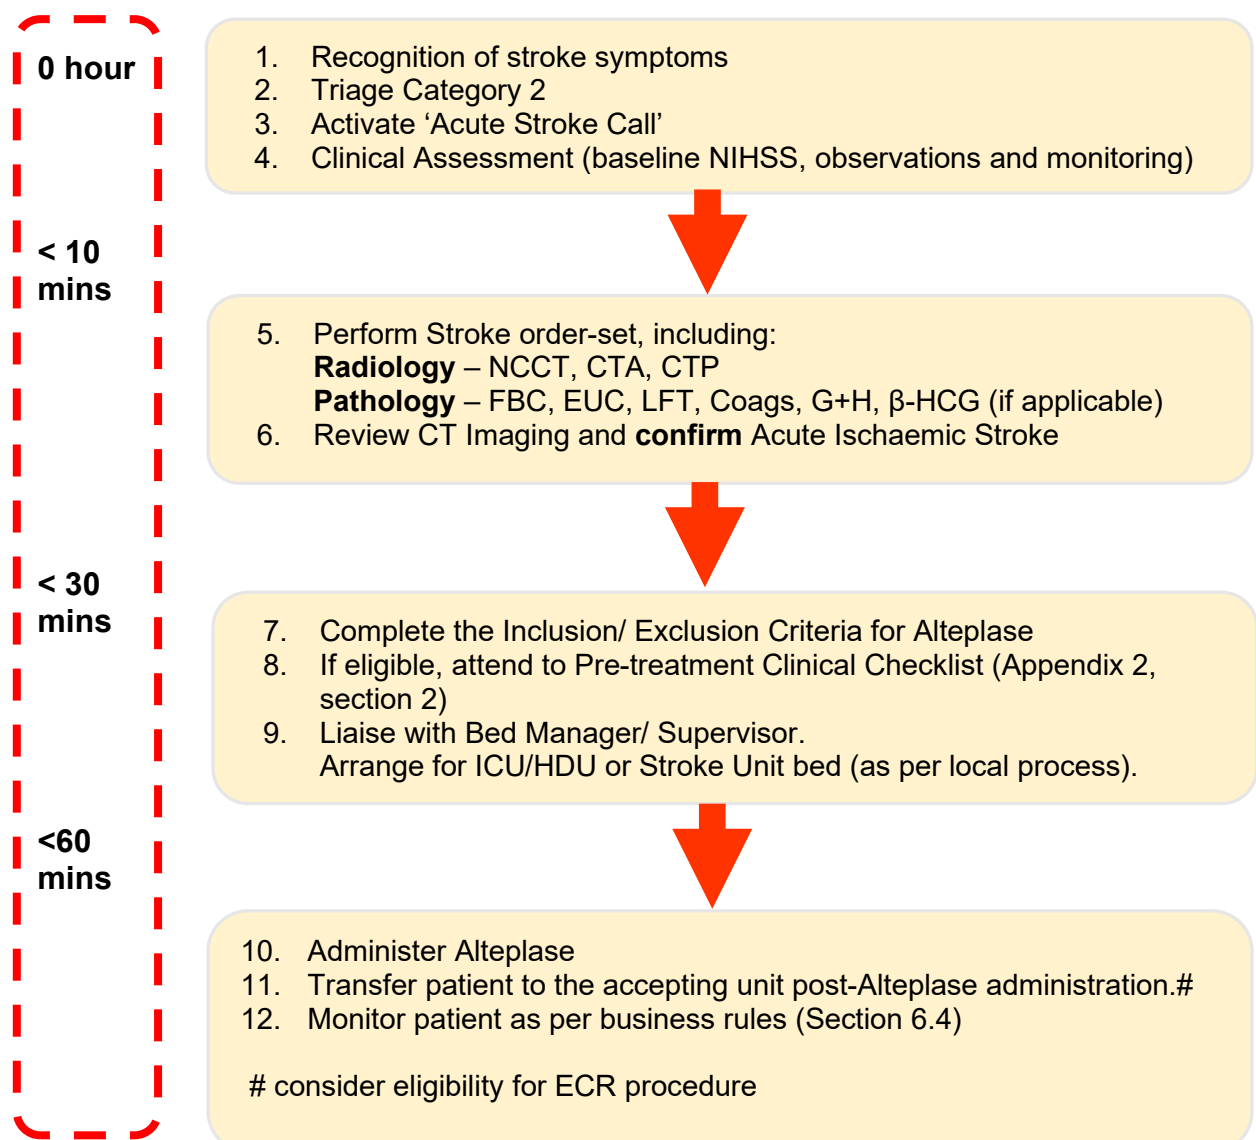 0 hour
1. Recognition of stroke symptoms
2. Triage Category 2
3. Activate ‘Acute Stroke Call’
4. Clinical Assessment (baseline NIHSS, observations and monitoring)
< 10
mins
5. Perform Stroke order-set, including:
Radiology – NCCT, CTA, CTP
Pathology – FBC, EUC, LFT, Coags, G+H, β-HCG (if applicable)
6. Review CT Imaging and confirm Acute Ischaemic Stroke
< 30
mins
7. Complete the Inclusion/ Exclusion Criteria for Alteplase
8. If eligible, attend to Pre-treatment Clinical Checklist (Appendix 2,
section 2)
9. Liaise with Bed Manager/ Supervisor.
Arrange for ICU/HDU or Stroke Unit bed (as per local process).
<60
mins
10. Administer Alteplase
11. Transfer patient to the accepting unit post-Alteplase administration.#
12. Monitor patient as per business rules (Section 6.4)
# consider eligibility for ECR procedure